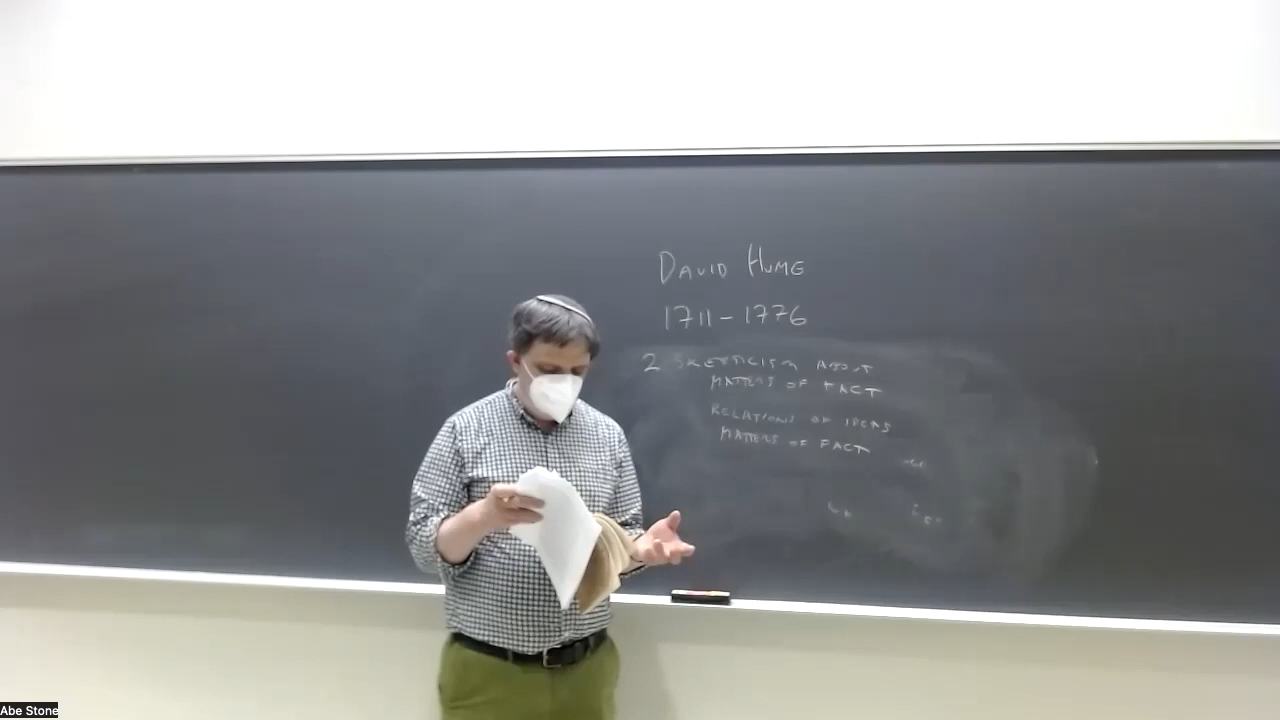 DAVID HUME
1711-1776
2 SKEPTICISM ABOUT
MATTERS OF FACT
RELATIONS OF IDEAS
MATTERS OF FACT
Abe Stone